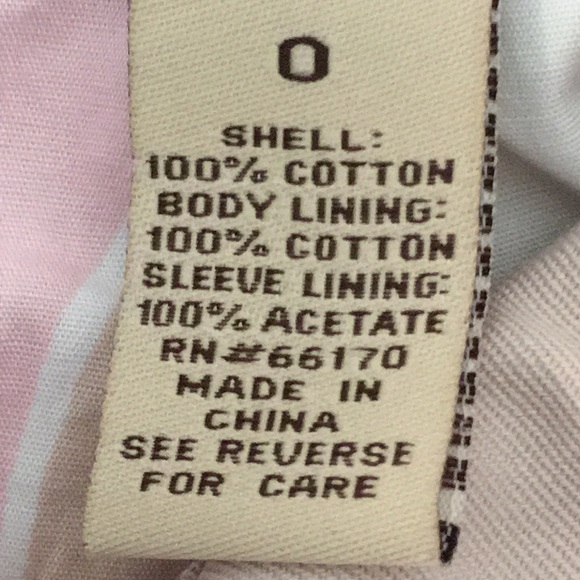 0
SHELL:
100% COTTON
BODY LINING:
100% COTTON
SLEEVE LINING:
100% ACETATE
RN#66170
MADE IN
CHINA
SEE REVERSE
FOR CARE